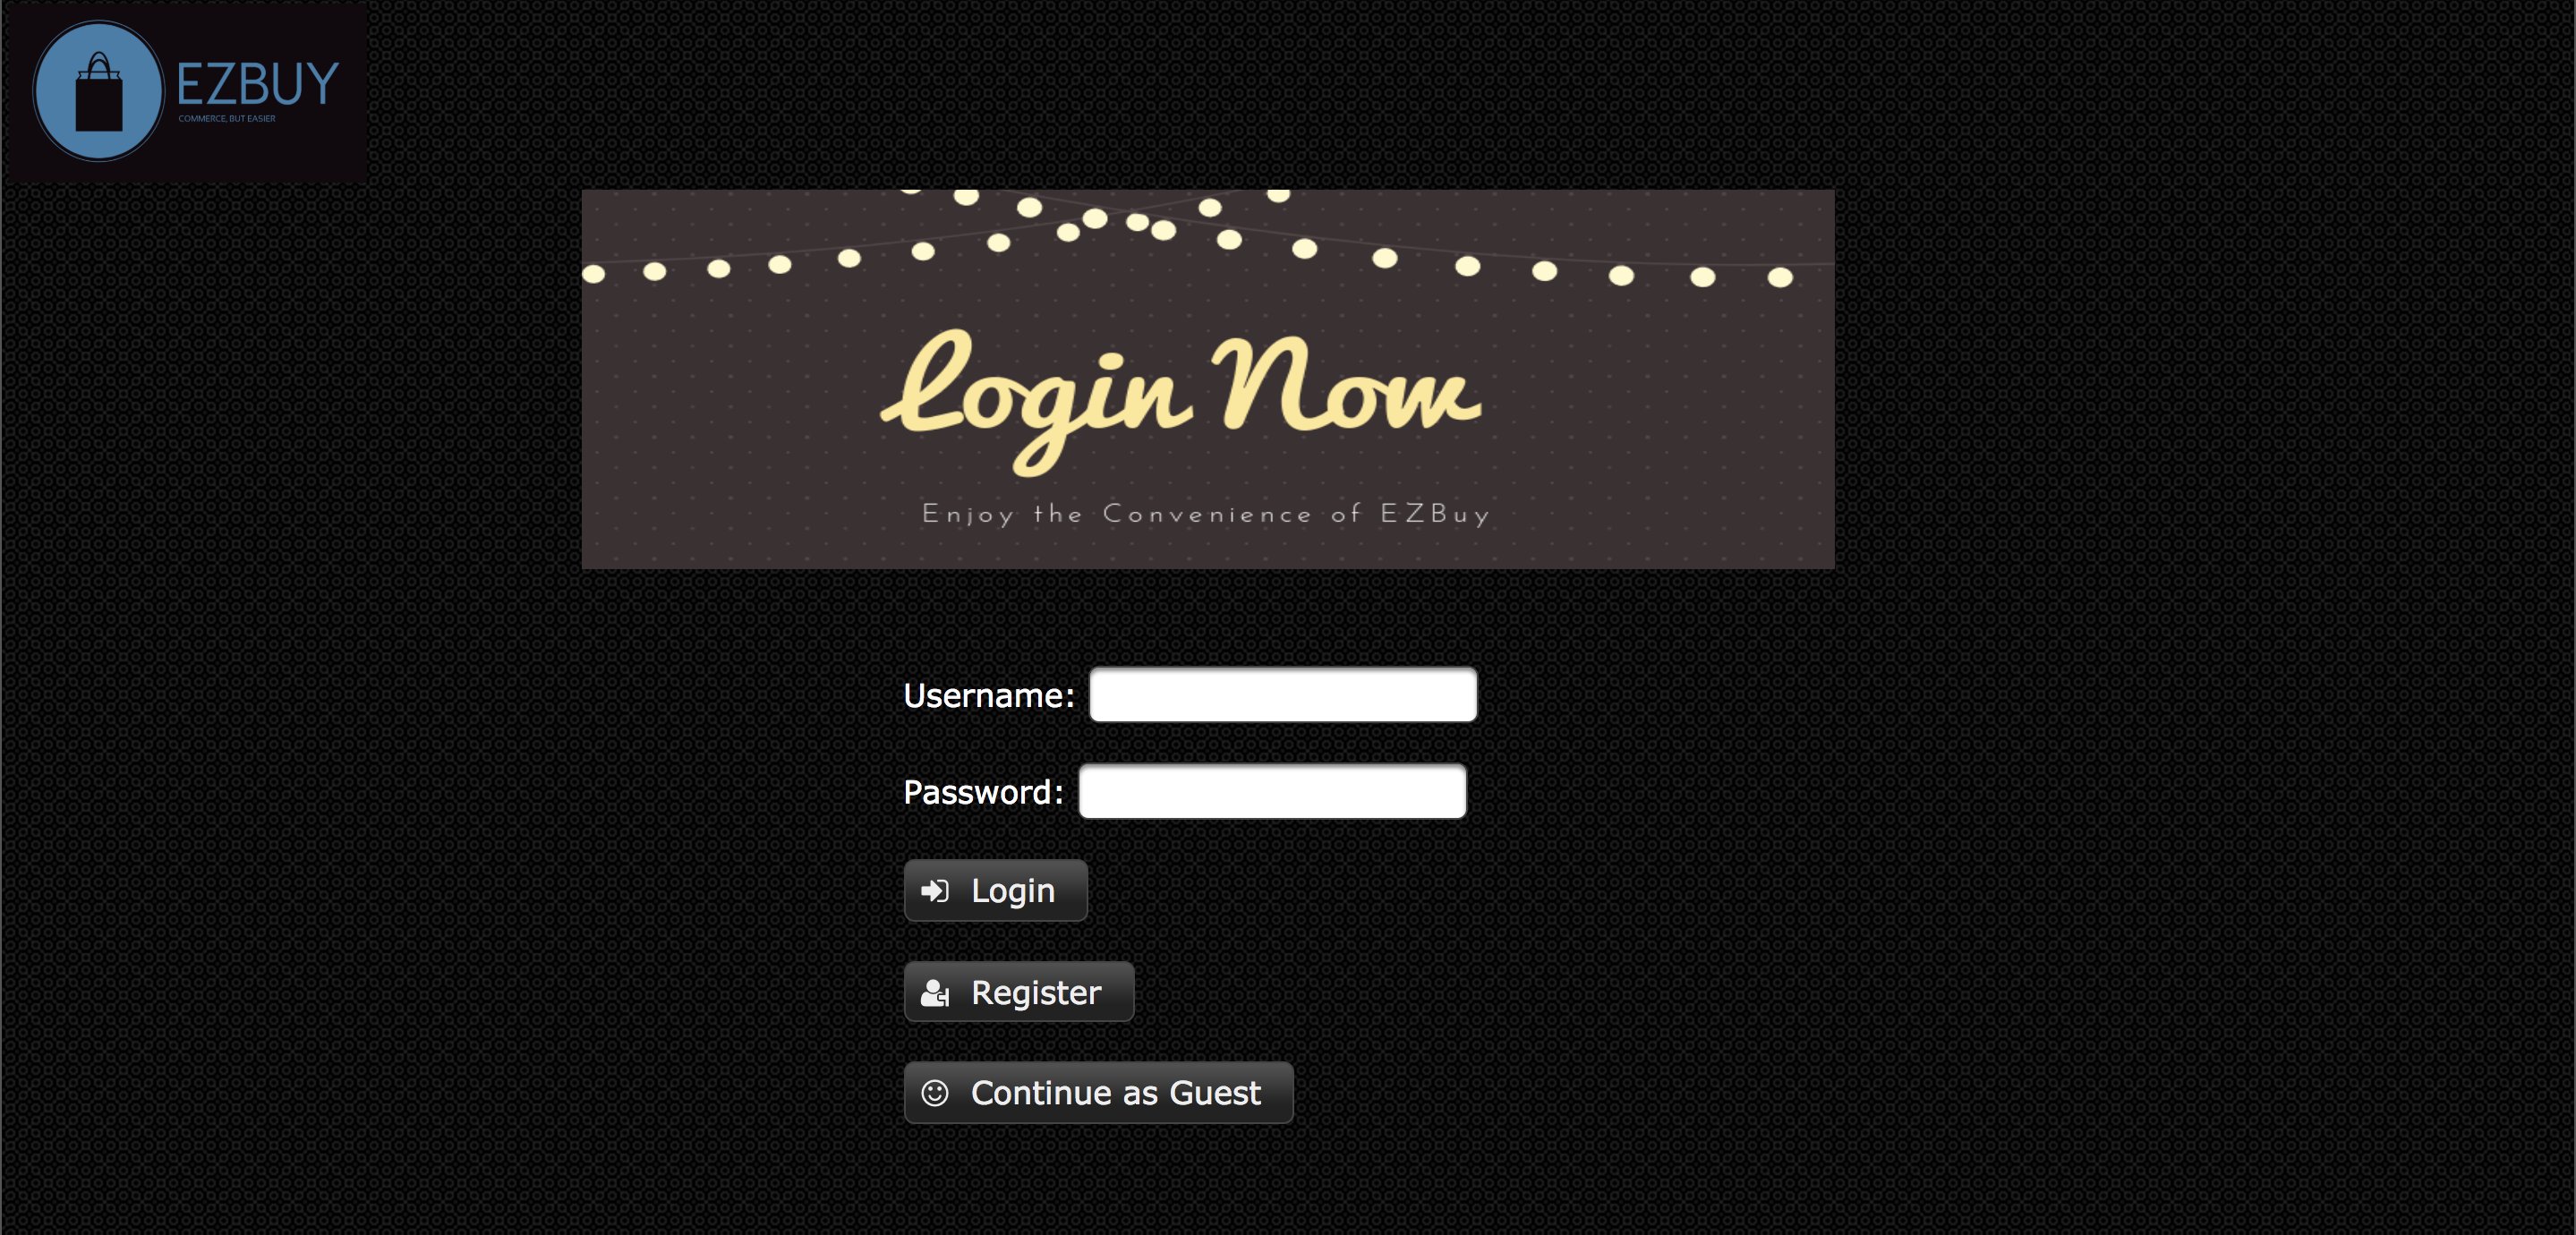 EZBUY
COMMERCE, BUT EASIER
Login Now
Enjoy the Convenience of EZBuy
Username:
Password:
Login
Register
Continue as Guest